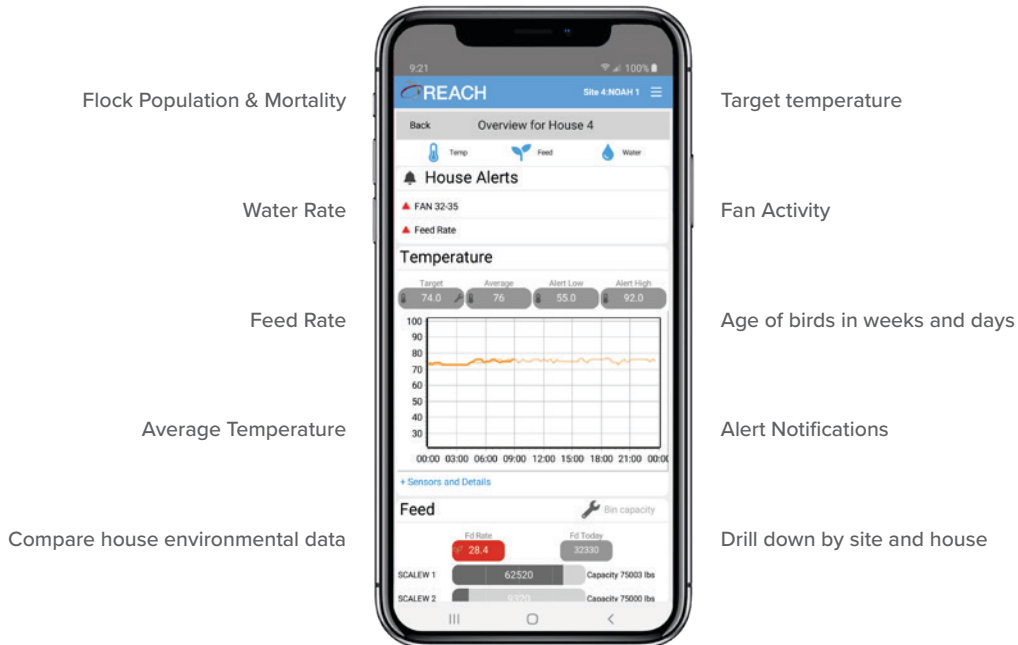 Flock Population & Mortality
Water Rate
Feed Rate
Average Temperature
Compare house environmental data
9:21
100%
REACH
Site 4:NOAH 1
Back
Overview for House 4
Temp
Feed
Water
House Alerts
FAN 32-35
Feed Rate
Temperature
Target
Average
Alert Low
Alert High
74.0
76
55.0
92.0
100
90
80
70
60
50
40
30
00:00 03:00 06:00 09:00 12:00 15:00 18:00 21:00 00:00
+ Sensors and Details
Feed
Bin capacity
Fd Rate
Fd Today
28.4
32330
SCALEW 1
62520
Capacity 75003 lbs
SCALEW 2
9320
Capacity 75000 lbs
Target temperature
Fan Activity
Age of birds in weeks and days
Alert Notifications
Drill down by site and house